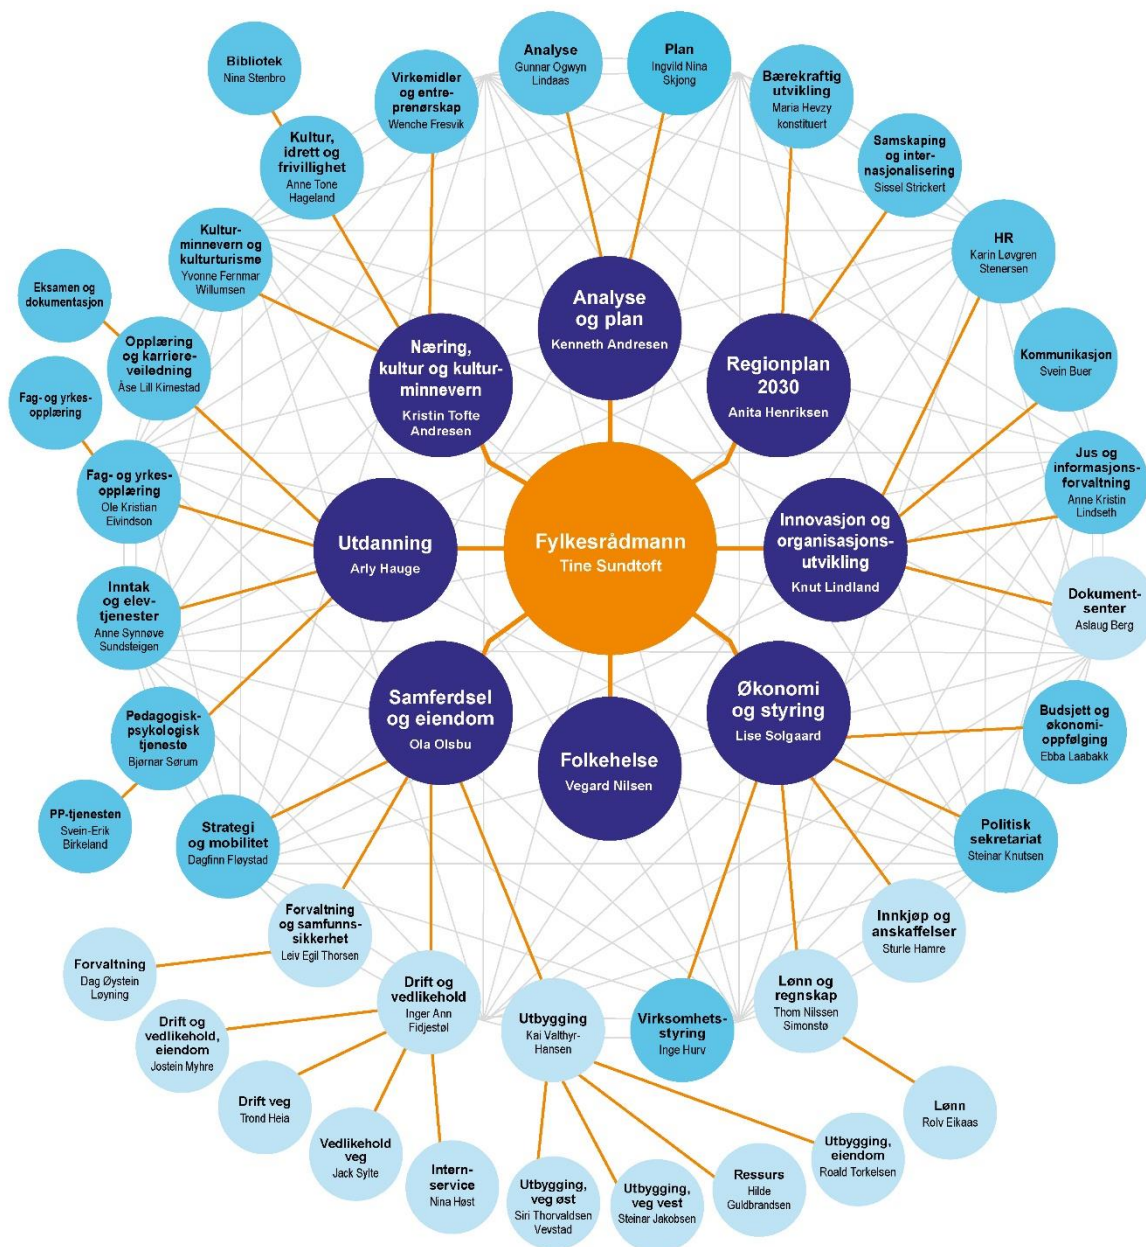 Bibliotek
Nina Stenbro
Virkemidler
og entre-
prenørskap
Wenche Fresvik
Analyse
Gunnar Ogwyn
Lindaas
Plan
Ingvild Nina
Skjong
Bærekraftig
utvikling
Maria Hevzy
konstituert
Kultur,
idrett og
frivillighet
Anne Tone
Hageland
Samskaping
og inter-
nasjonalisering
Sissel Strickert
Kultur-
minnevern og
kulturturisme
Yvonne Fernmar
Willumsen
HR
Karin Løvgren
Stenersen
Eksamen og
dokumentasjon
Opplæring
og karriere-
veiledning
Åse Lill Kimestad
Kommunikasjon
Svein Buer
Fag- og yrkes-
opplæring
Fag- og yrkes-
opplæring
Ole Kristian
Eivindson
Jus og
informasjons-
forvaltning
Anne Kristin
Lindseth
Analyse
og plan
Kenneth Andresen
Næring,
kultur og kultur-
minnevern
Kristin Tofte
Andresen
Regionplan
2030
Anita Henriksen
Utdanning
Arly Hauge
Fylkesrådmann
Tine Sundtoft
Innovasjon og
organisasjons-
utvikling
Knut Lindland
Inntak
og elev-
tjenester
Anne Synnøve
Sundsteigen
Dokument-
senter
Aslaug Berg
Samferdsel
og eiendom
Ola Olsbu
Folkehelse
Vegard Nilsen
Økonomi
og styring
Lise Solgaard
Pedagogisk-
psykologisk
tjeneste
Bjørnar Sørum
Budsjett og
økonomi-
oppfølging
Ebba Laabakk
PP-tjenesten
Svein-Erik
Birkeland
Strategi
og mobilitet
Dagfinn Fløystad
Politisk
sekretariat
Steinar Knutsen
Forvaltning
og samfunns-
sikkerhet
Leiv Egil Thorsen
Innkjøp og
anskaffelser
Sturle Hamre
Forvaltning
Dag Øystein
Løyning
Drift og
vedlikehold
Inger Ann
Fidjestøl
Utbygging
Kai Valthyr-
Hansen
Virksomhets-
styring
Inge Hurv
Lønn og
regnskap
Thom Nilssen
Simonstø
Drift og
vedlikehold,
eiendom
Jostein Myhre
Drift veg
Trond Heia
Vedlikehold
veg
Jack Sylte
Intern-
service
Nina Høst
Utbygging,
veg øst
Siri Thorvaldsen
Vevstad
Utbygging,
veg vest
Steinar Jakobsen
Ressurs
Hilde
Guldbrandsen
Utbygging,
eiendom
Roald Torkelsen
Lønn
Rolv Eikaas